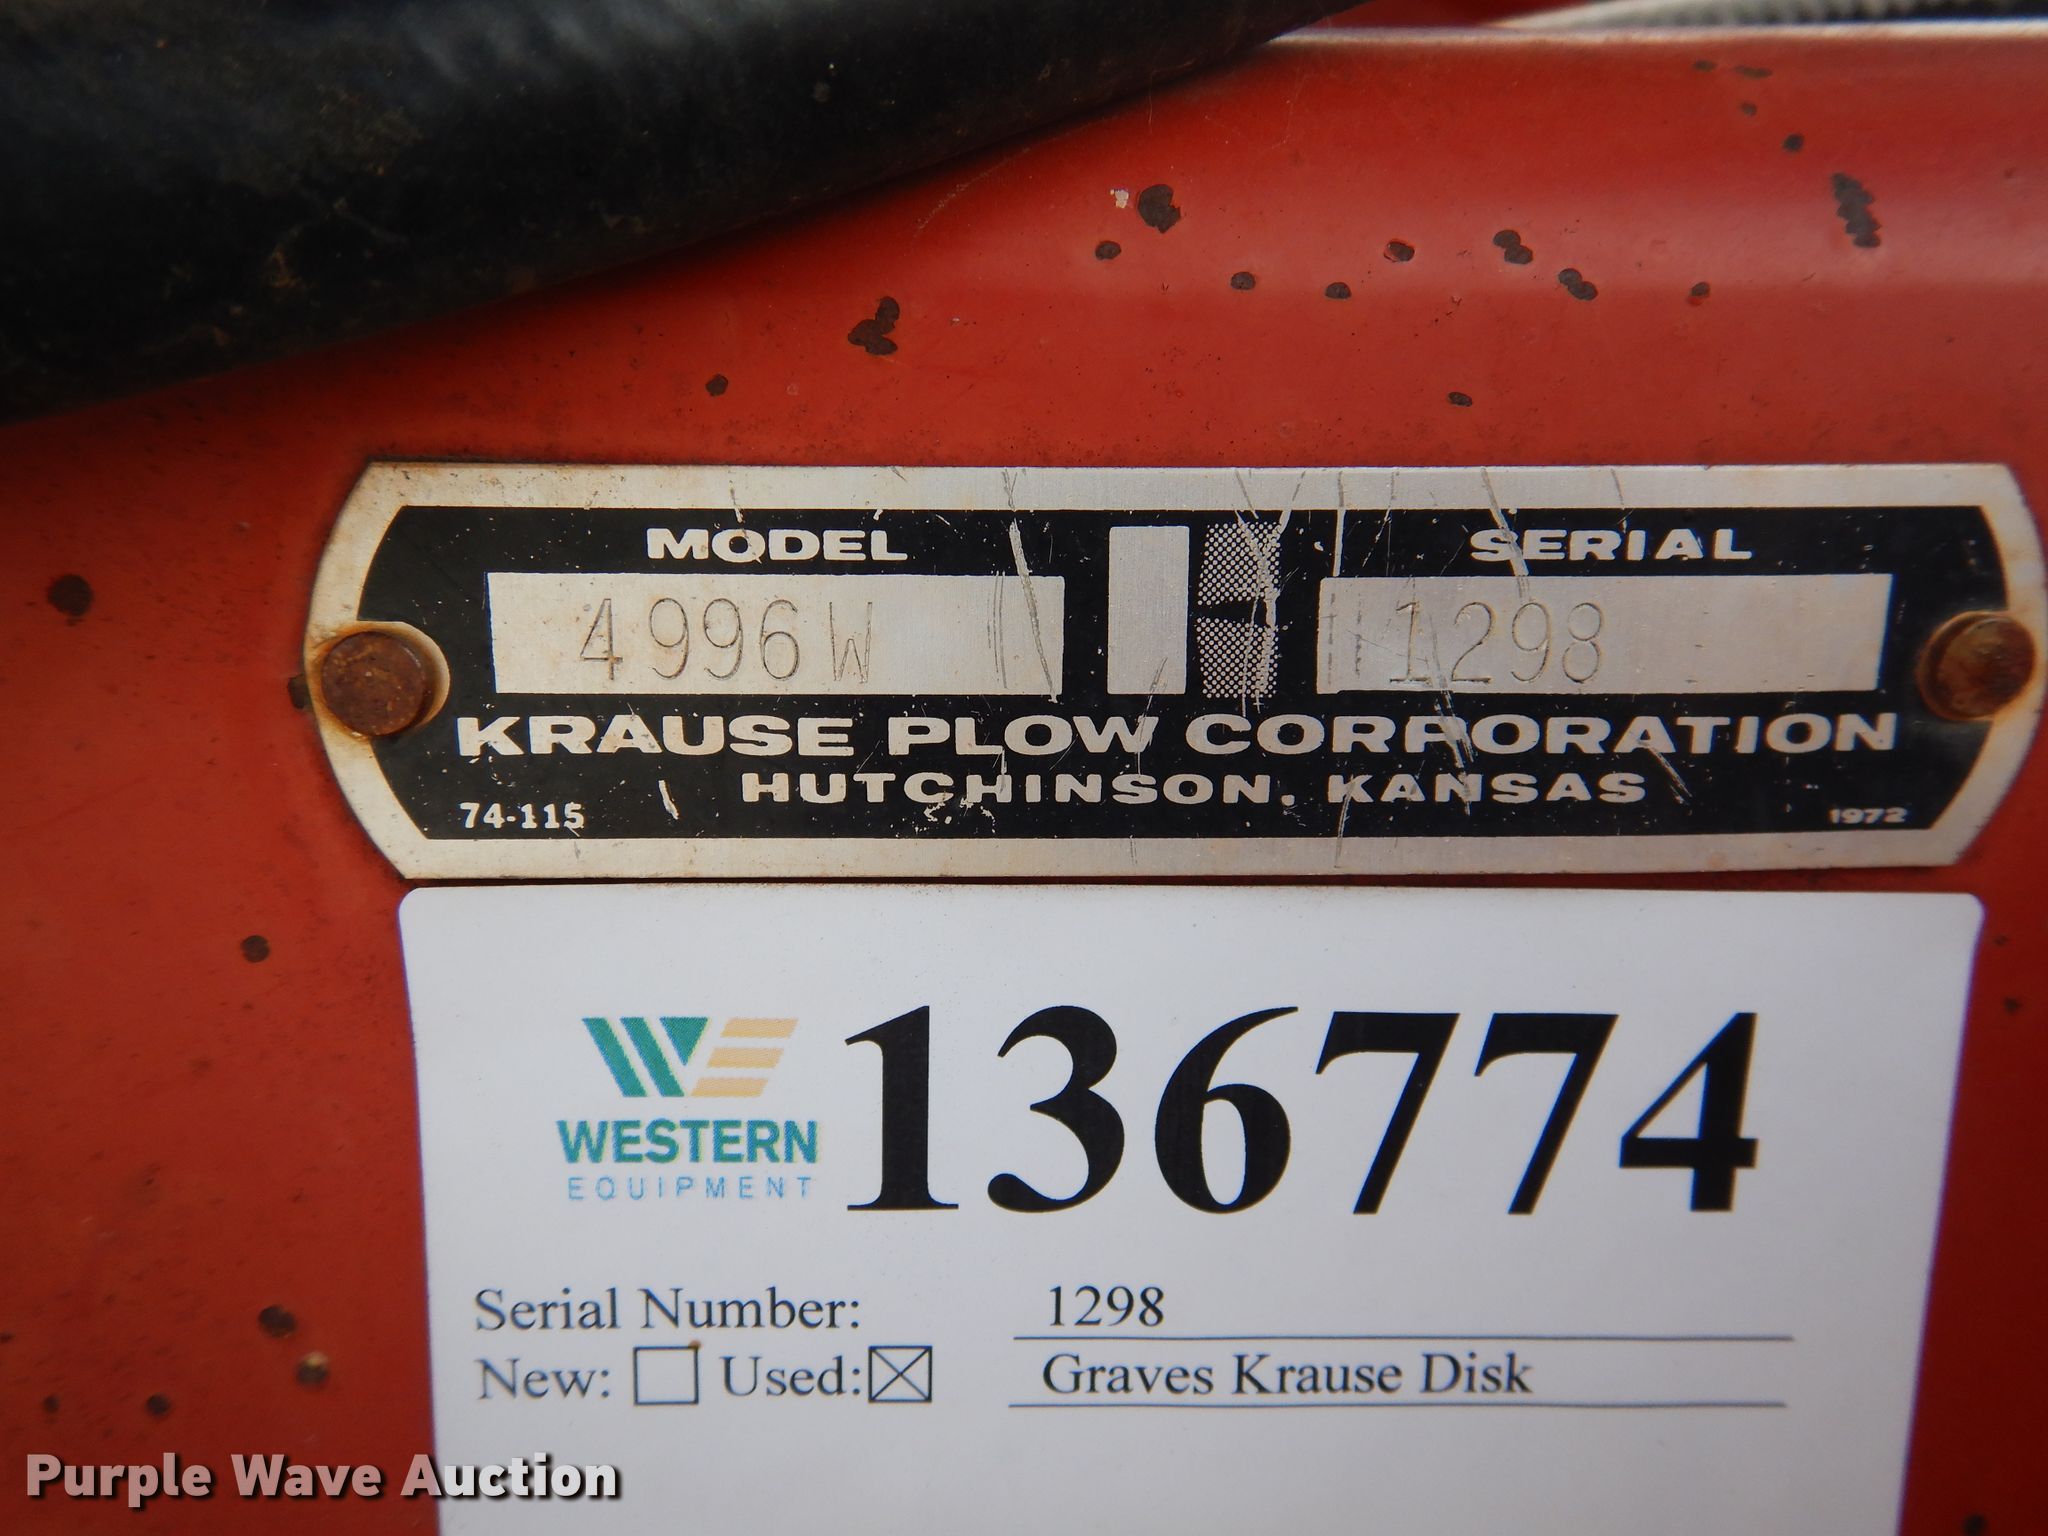 MODEL SERIAL
4996W 1298
KRAUSE PLOW CORPORATION
HUTCHINSON, KANSAS
74-115 1972
WESTERN
EQUIPMENT
136774
Serial Number: 1298
New: Used: Graves Krause Disk
Purple Wave Auction